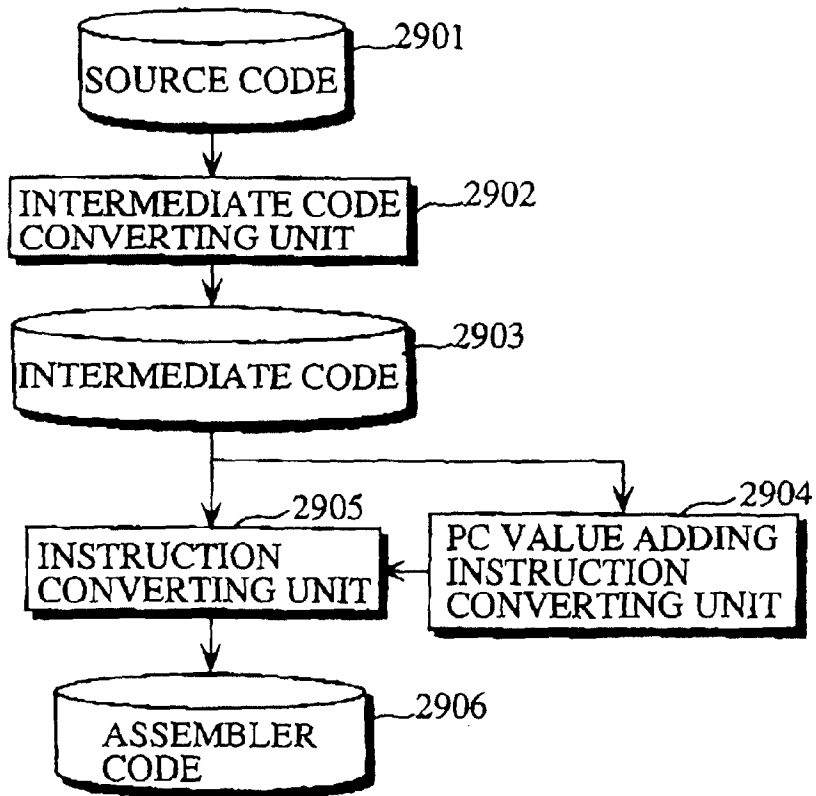 2901
SOURCE CODE
INTERMEDIATE CODE
CONVERTING UNIT
2902
2903
INTERMEDIATE CODE
2905
INSTRUCTION
CONVERTING UNIT
2904
PC VALUE ADDING
INSTRUCTION
CONVERTING UNIT
2906
ASSEMBLER
CODE